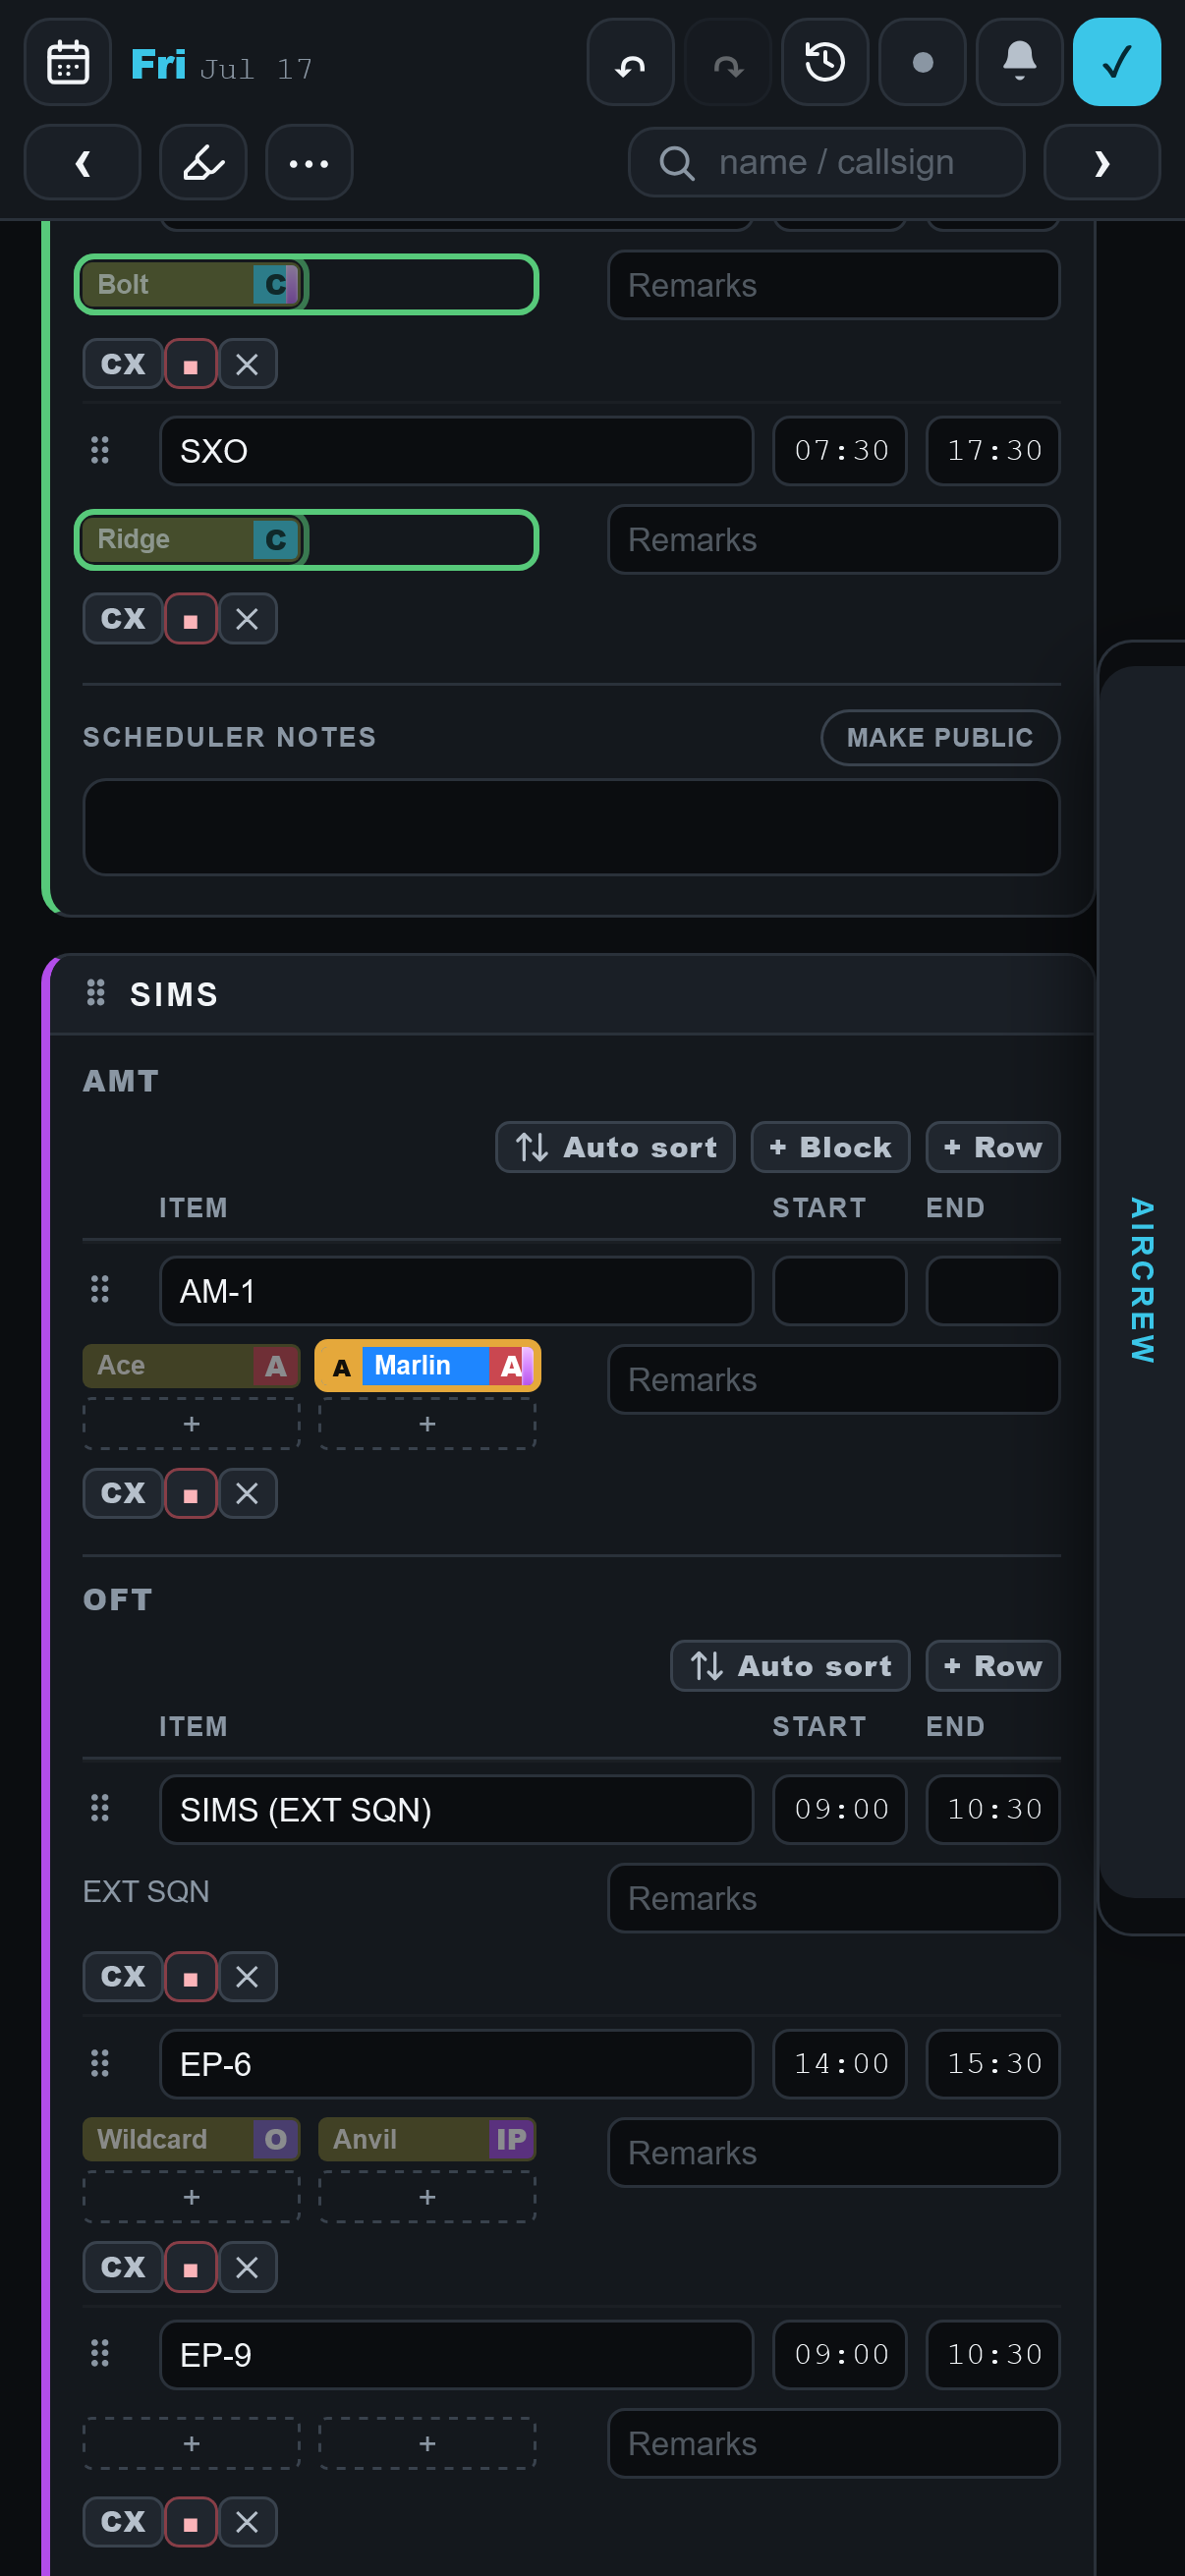 Fri Jul 17
name / callsign
Bolt C Remarks
CX
SXO 07:30 17:30
Ridge C Remarks
CX
SCHEDULER NOTES MAKE PUBLIC
SIMS
AMT
Auto sort + Block + Row
ITEM START END
AM-1
Ace A A Marlin A Remarks
+ +
CX
AIRCREW
OFT
Auto sort + Row
ITEM START END
SIMS (EXT SQN) 09:00 10:30
EXT SQN Remarks
CX
EP-6 14:00 15:30
Wildcard O Anvil IP Remarks
+ +
CX
EP-9 09:00 10:30
+ + Remarks
CX